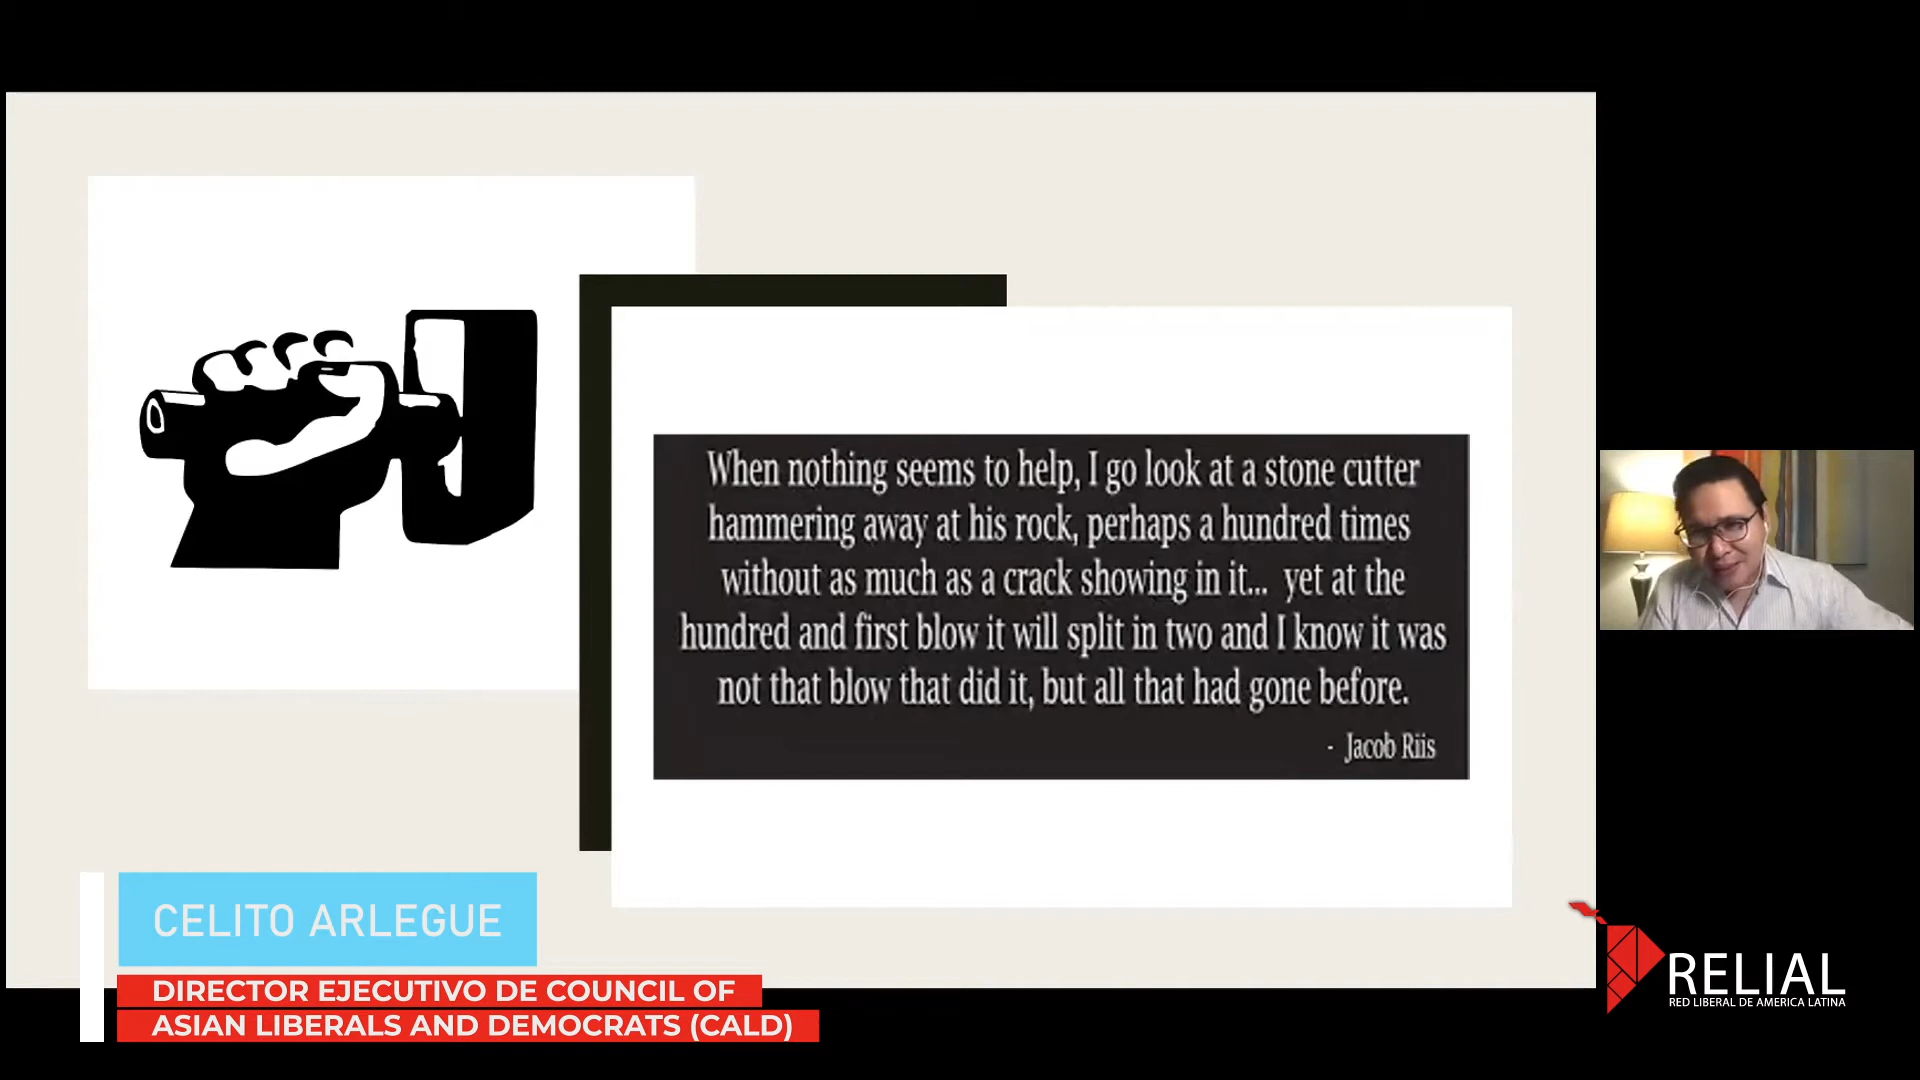 When nothing seems to help, I go look at a stone cutter
hammering away at his rock, perhaps a hundred times
without as much as a crack showing in it... yet at the
hundred and first blow it will split in two and I know it was
not that blow that did it, but all that had gone before.
- Jacob Riis
CELITO ARLEGUE
DIRECTOR EJECUTIVO DE COUNCIL OF
ASIAN LIBERALS AND DEMOCRATS (CALD)
RELIAL
RED LIBERAL DE AMERICA LATINA